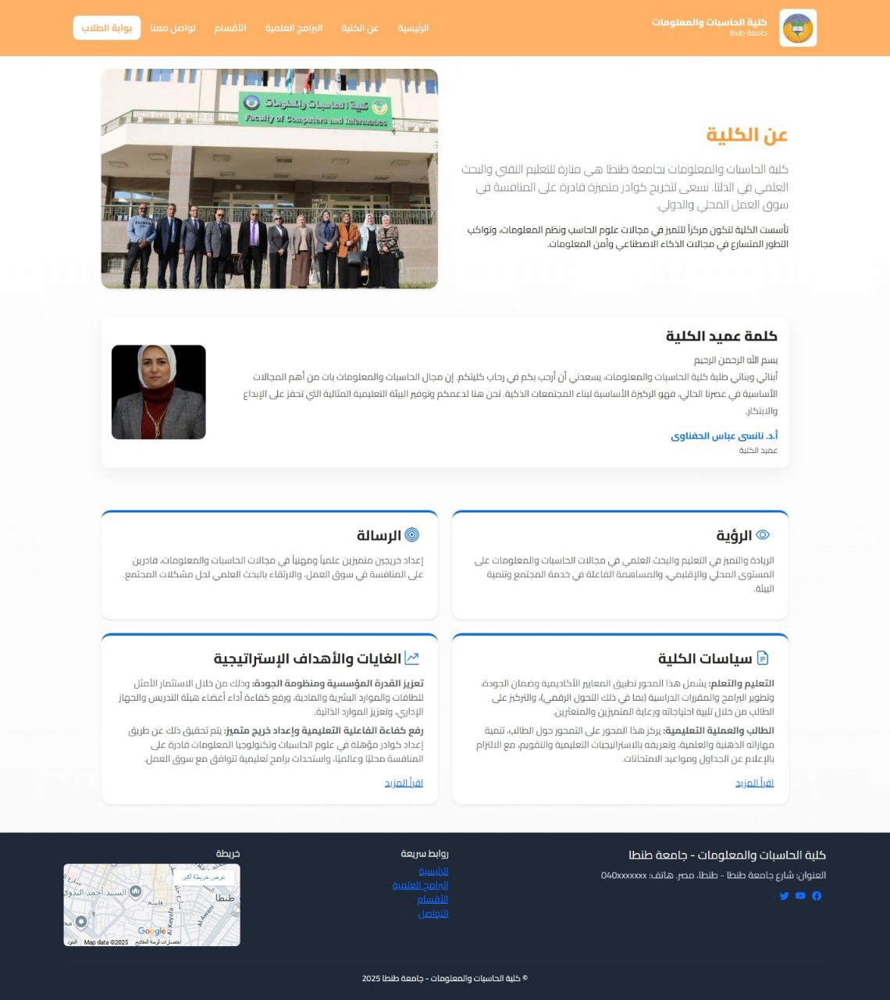 كلية الحاسبات والمعلومات
جامعة طنطا
الرئيسية
عن الكلية
البرامج العلمية
الأقسام
تواصل معنا
بوابة الطلاب
كلية الحاسبات والمعلومات
Faculty of Computers and Informatics
عن الكلية
كلية الحاسبات والمعلومات بجامعة طنطا هي منارة للتعليم التقني والبحث
العلمي في الدلتا. نسعى لتخريج كوادر متميزة قادرة على المنافسة في
سوق العمل المحلي والدولي.
تأسست الكلية لتكون مركزاً للتميز في مجالات علوم الحاسب ونظم المعلومات، وتواكب
التطور المتسارع في مجالات الذكاء الاصطناعي وأمن المعلومات.
كلمة عميد الكلية
بسم الله الرحمن الرحيم
أبنائي وبناتي طلبة كلية الحاسبات والمعلومات، يسعدني أن أرحب بكم في رحاب كليتكم. إن مجال الحاسبات والمعلومات بات من أهم المجالات
الأساسية في عصرنا الحالي، فهو الركيزة الأساسية لبناء المجتمعات الذكية. نحن هنا لدعمكم وتوفير البيئة التعليمية المثالية التي تحفز على الإبداع
والابتكار.
أ.د. نانسى عباس الحفناوى
عميد الكلية
الرؤية
الريادة والتميز في التعليم والبحث العلمي في مجالات الحاسبات والمعلومات على
المستوى المحلي والإقليمي، والمساهمة الفاعلة في خدمة المجتمع وتنمية
البيئة.
الرسالة
إعداد خريجين متميزين علمياً ومهنياً في مجالات الحاسبات والمعلومات، قادرين
على المنافسة في سوق العمل، والارتقاء بالبحث العلمي لحل مشكلات المجتمع.
سياسات الكلية
التعليم والتعلم: يشمل هذا المحور تطبيق المعايير الأكاديمية وضمان الجودة،
وتطوير البرامج والمقررات الدراسية (بما في ذلك التحول الرقمي)، والتركيز على
الطالب من خلال تلبية احتياجاته ورعاية المتميزين والمتعثرين.
الطالب والعملية التعليمية: يركز هذا المحور على التمحور حول الطالب، تنمية
مهاراته الذهنية والعلمية، وتعريفه بالاستراتيجيات التعليمية والتقويم، مع الالتزام
بالإعلام عن الجداول ومواعيد الامتحانات.
اقرأ المزيد
الغايات والأهداف الإستراتيجية
تعزيز القدرة المؤسسية ومنظومة الجودة: وذلك من خلال الاستثمار الأمثل
للطاقات والموارد البشرية والمادية، ورفع كفاءة أداء أعضاء هيئة التدريس والجهاز
الإداري، وتعزيز الموارد الذاتية.
رفع كفاءة الفاعلية التعليمية وإعداد خريج متميز: يتم تحقيق ذلك عن طريق
إعداد كوادر مؤهلة في علوم الحاسبات وتكنولوجيا المعلومات قادرة على
المنافسة محليًا وعالميًا، واستحداث برامج تعليمية تتوافق مع سوق العمل.
اقرأ المزيد
كلية الحاسبات والمعلومات - جامعة طنطا
العنوان: شارع جامعة طنطا - طنطا، مصر. هاتف: 040xxxxxxx
روابط سريعة
الرئيسية
البرامج العلمية
الأقسام
التواصل
خريطة
عرض خريطة أكبر
السيد أحمد البدوي
طنطا
قاسم
Al Keyafa
Al Awani
Google
اختصارات لوحة المفاتيح
Map data ©2025
البنود
© كلية الحاسبات والمعلومات - جامعة طنطا 2025